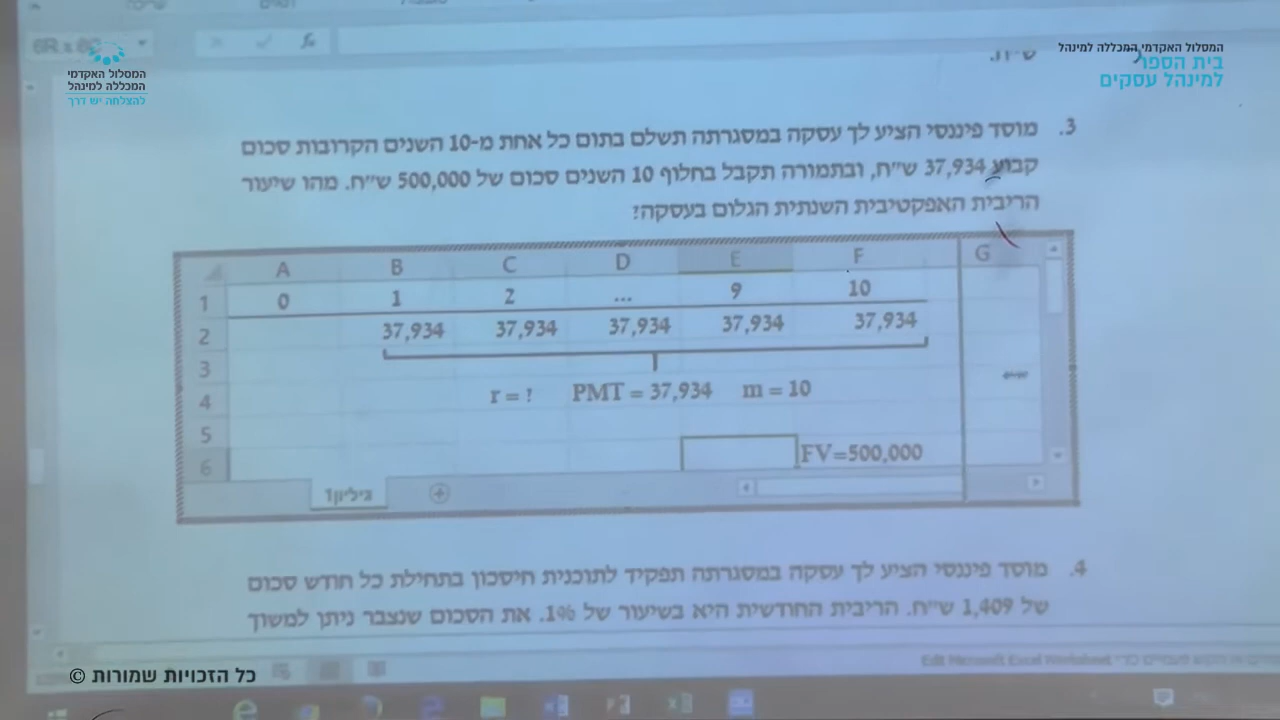 המסלול האקדמי המכללה למינהל
בית הספר
למינהל עסקים
המסלול האקדמי
המכללה למינהל
להצלחה יש דרך
ש״ח.
3. מוסד פיננסי הציע לך עסקה במסגרתה תשלם בתום כל אחת מ-10 השנים הקרובות סכום
קבוע 37,934 ש״ח, ובתמורה תקבל בחלוף 10 השנים סכום של 500,000 ש״ח. מהו שיעור
הריבית האפקטיבית השנתית הגלום בעסקה?
A B C D E F G
1 0 1 2 ... 9 10
2 37,934 37,934 37,934 37,934 37,934
3
4 r = ? PMT = 37,934 m = 10
5
6 FV=500,000
גיליון1
4. מוסד פיננסי הציע לך עסקה במסגרתה תפקיד לתוכנית חיסכון בתחילת כל חודש סכום
של 1,409 ש״ח. הריבית החודשית היא בשיעור של 1%. את הסכום שנצבר ניתן למשוך
Edit Microsoft Excel Worksheet
כל הזכויות שמורות ©